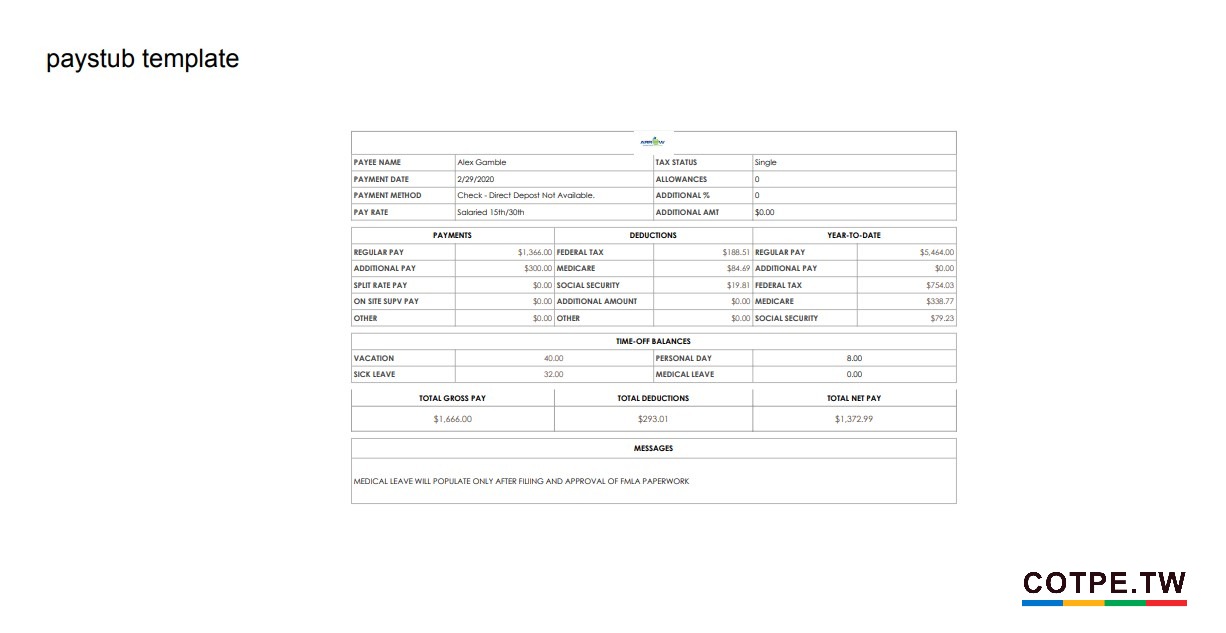 paystub template
PAYEE NAME Alex Gamble TAX STATUS Single
PAYMENT DATE 2/29/2020 ALLOWANCES 0
PAYMENT METHOD Check - Direct Depost Not Available. ADDITIONAL % 0
PAY RATE Salaried 15th/30th ADDITIONAL AMT $0.00
PAYMENTS DEDUCTIONS YEAR-TO-DATE
REGULAR PAY $1,366.00 FEDERAL TAX $188.51 REGULAR PAY $5,464.00
ADDITIONAL PAY $300.00 MEDICARE $84.69 ADDITIONAL PAY $0.00
SPLIT RATE PAY $0.00 SOCIAL SECURITY $19.81 FEDERAL TAX $754.03
ON SITE SUPV PAY $0.00 ADDITIONAL AMOUNT $0.00 MEDICARE $338.77
OTHER $0.00 OTHER $0.00 SOCIAL SECURITY $79.23
TIME-OFF BALANCES
VACATION 40.00 PERSONAL DAY 8.00
SICK LEAVE 32.00 MEDICAL LEAVE 0.00
TOTAL GROSS PAY TOTAL DEDUCTIONS TOTAL NET PAY
$1,666.00 $293.01 $1,372.99
MESSAGES
MEDICAL LEAVE WILL POPULATE ONLY AFTER FILIING AND APPROVAL OF FMLA PAPERWORK
COTPE.TW